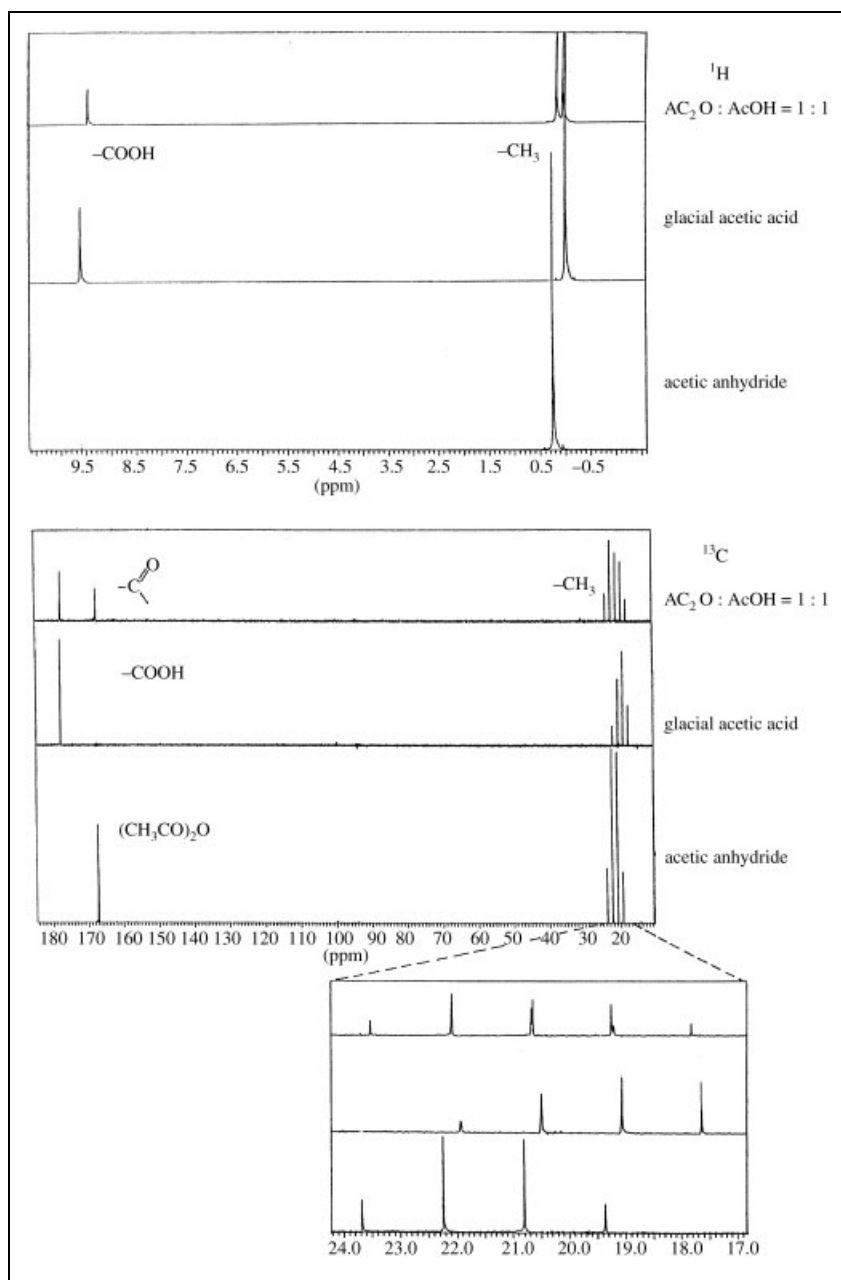 ¹H
AC₂O : AcOH = 1 : 1
–COOH
–CH₃
glacial acetic acid
acetic anhydride
9.5 8.5 7.5 6.5 5.5 4.5 3.5 2.5 1.5 0.5 –0.5
(ppm)
¹³C
–C O
–CH₃
AC₂O : AcOH = 1 : 1
–COOH
glacial acetic acid
(CH₃CO)₂O
acetic anhydride
180 170 160 150 140 130 120 110 100 90 80 70 60 50 40 30 20
(ppm)
24.0 23.0 22.0 21.0 20.0 19.0 18.0 17.0